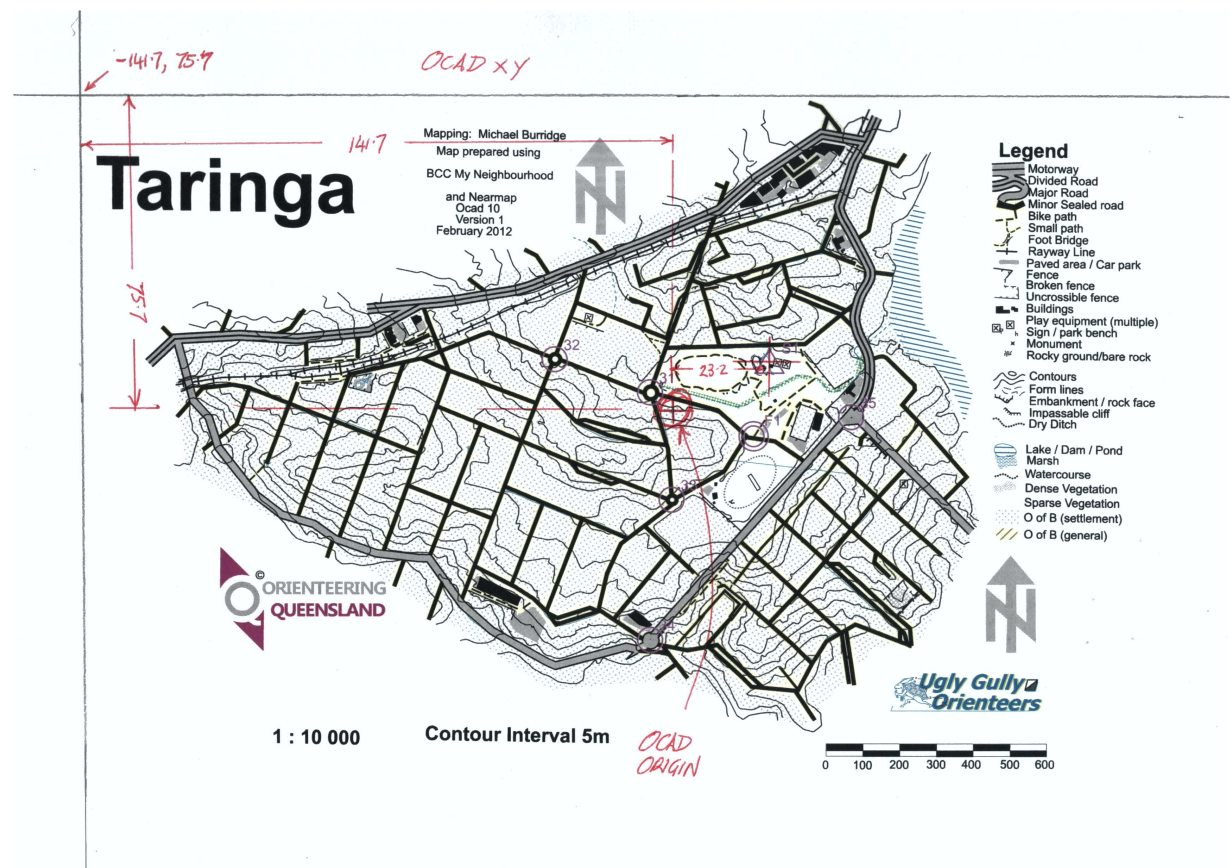 -141.7, 75.7
OCAD XY
141.7
Taringa
Mapping: Michael Burridge
Map prepared using
BCC My Neighbourhood
and Nearmap
Ocad 10
Version 1
February 2012
N
75.7
Legend
Motorway
Divided Road
Major Road
Minor Sealed road
Bike path
Small path
Foot Bridge
Rayway Line
Paved area / Car park
Fence
Broken fence
Uncrossible fence
Buildings
Play equipment (multiple)
Sign / park bench
Monument
Rocky ground/bare rock
Contours
Form lines
Embankment / rock face
Impassable cliff
Dry Ditch
Lake / Dam / Pond
Marsh
Watercourse
Dense Vegetation
Sparse Vegetation
O of B (settlement)
O of B (general)
32
S1
23.2
31
F1
35
33
34
©
ORIENTEERING
QUEENSLAND
N
Ugly Gully
Orienteers
1 : 10 000
Contour Interval 5m
OCAD
ORIGIN
0 100 200 300 400 500 600